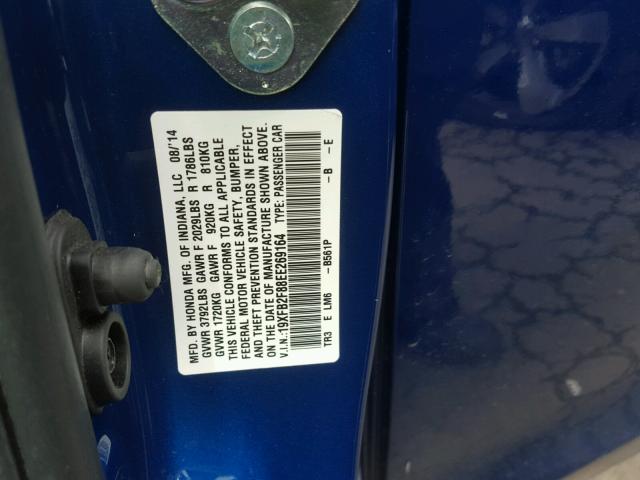 MFD. BY HONDA MFG. OF INDIANA, LLC 08/'14
GVWR 3792LBS GAWR F 2029LBS R 1786LBS
GVWR 1720KG GAWR F 920KG R 810KG
THIS VEHICLE CONFORMS TO ALL APPLICABLE
FEDERAL MOTOR VEHICLE SAFETY, BUMPER,
AND THEFT PREVENTION STANDARDS IN EFFECT
ON THE DATE OF MANUFACTURE SHOWN ABOVE.
V.I.N.:19XFB2F88EE269164 TYPE: PASSENGER CAR
TR3 E LM6 -B561P -B -E